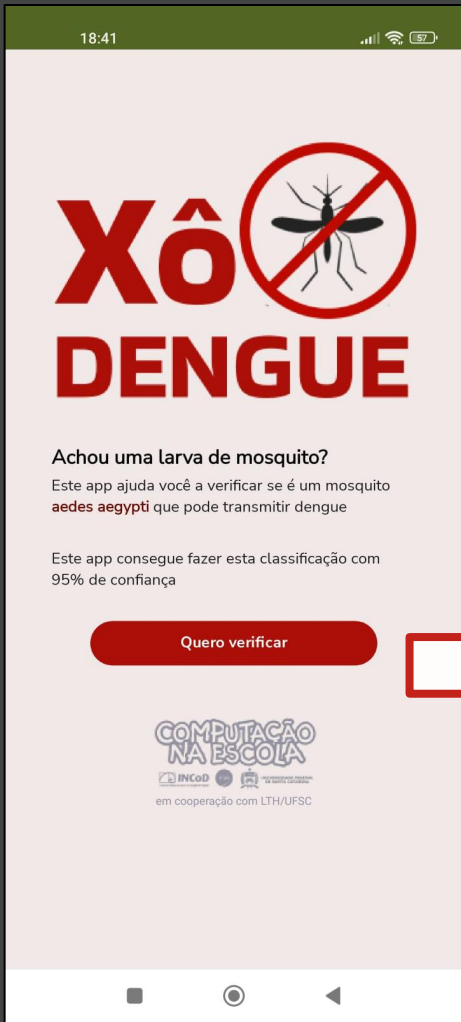 18:41
57
Xô
DENGUE
Achou uma larva de mosquito?
Este app ajuda você a verificar se é um mosquito
aedes aegypti que pode transmitir dengue
Este app consegue fazer esta classificação com
95% de confiança
Quero verificar
COMPUTAÇÃO
NA ESCOLA
INCoD
em cooperação com LTH/UFSC